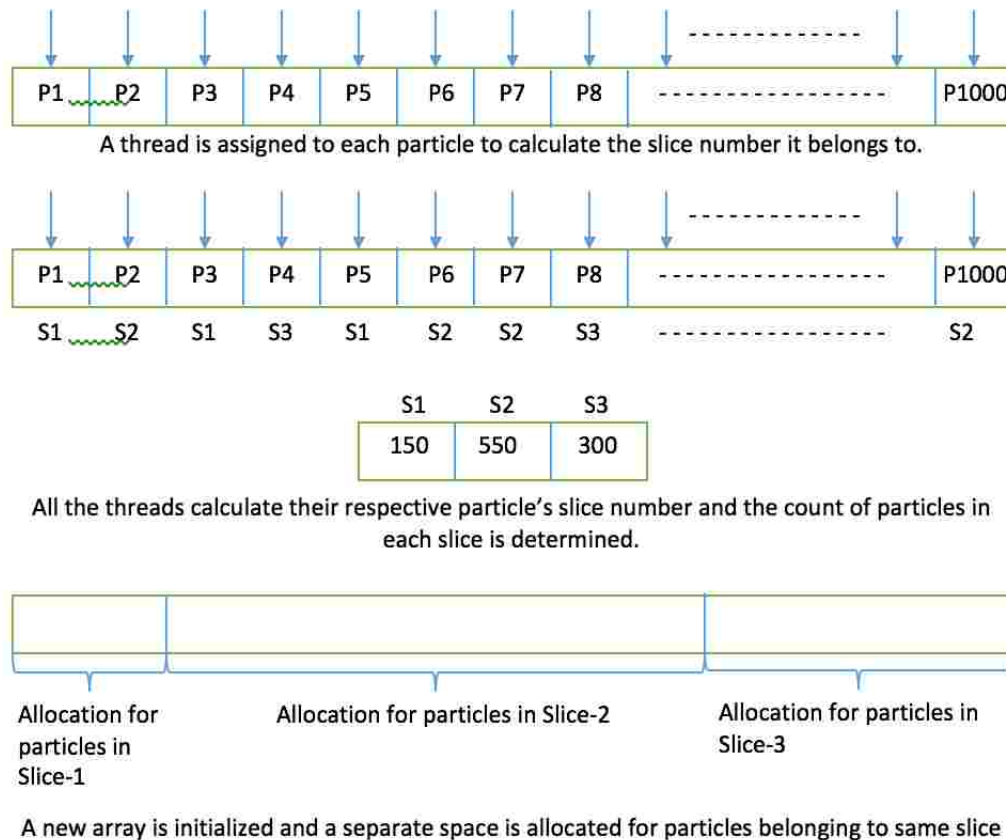 P1 P2 P3 P4 P5 P6 P7 P8 P1000
A thread is assigned to each particle to calculate the slice number it belongs to.
P1 P2 P3 P4 P5 P6 P7 P8 P1000
S1 S2 S1 S3 S1 S2 S2 S3 S2
S1 S2 S3
150 550 300
All the threads calculate their respective particle’s slice number and the count of particles in
each slice is determined.
Allocation for
particles in
Slice-1
Allocation for particles in Slice-2
Allocation for particles in
Slice-3
A new array is initialized and a separate space is allocated for particles belonging to same slice